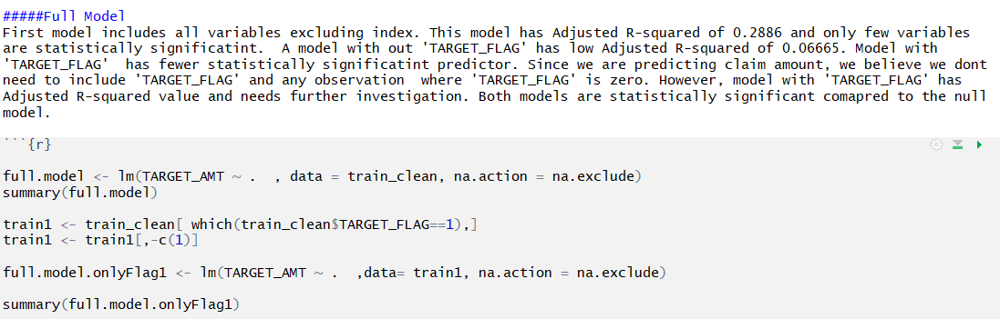 #####Full Model
First model includes all variables excluding index. This model has Adjusted R-squared of 0.2886 and only few variables
are statistically significatint.  A model with out 'TARGET_FLAG' has low Adjusted R-squared of 0.06665. Model with
'TARGET_FLAG'  has fewer statistically significatint predictor. Since we are predicting claim amount, we believe we dont
need to include 'TARGET_FLAG' and any observation  where 'TARGET_FLAG' is zero. However, model with 'TARGET_FLAG' has
Adjusted R-squared value and needs further investigation. Both models are statistically significant comapred to the null
model.
```{r}
full.model <- lm(TARGET_AMT ~ .  , data = train_clean, na.action = na.exclude)
summary(full.model)
train1 <- train_clean[ which(train_clean$TARGET_FLAG==1),]
train1 <- train1[,-c(1)]
full.model.onlyFlag1 <- lm(TARGET_AMT ~ .  ,data= train1, na.action = na.exclude)
summary(full.model.onlyFlag1)